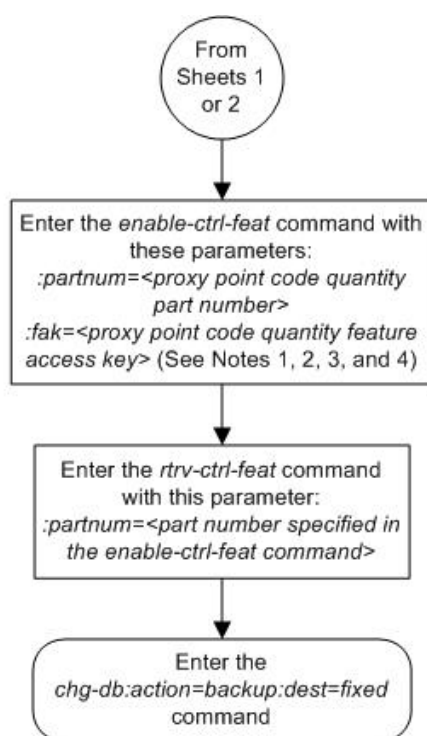 From
Sheets 1
or 2
Enter the enable-ctrl-feat command with
these parameters:
:partnum=<proxy point code quantity
part number>
:fak=<proxy point code quantity feature
access key> (See Notes 1, 2, 3, and 4)
Enter the rtrv-ctrl-feat command
with this parameter:
:partnum=<part number specified in
the enable-ctrl-feat command>
Enter the
chg-db:action=backup:dest=fixed
command